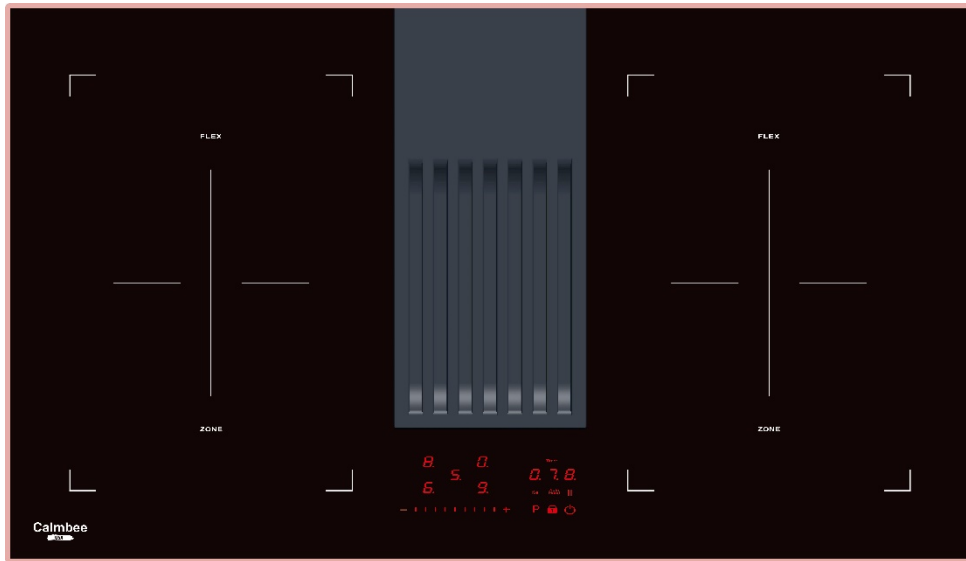 FLEX
FLEX
ZONE
ZONE
8. 0.
5.
0. 7. 8.
6. 9.
P
Calmbee